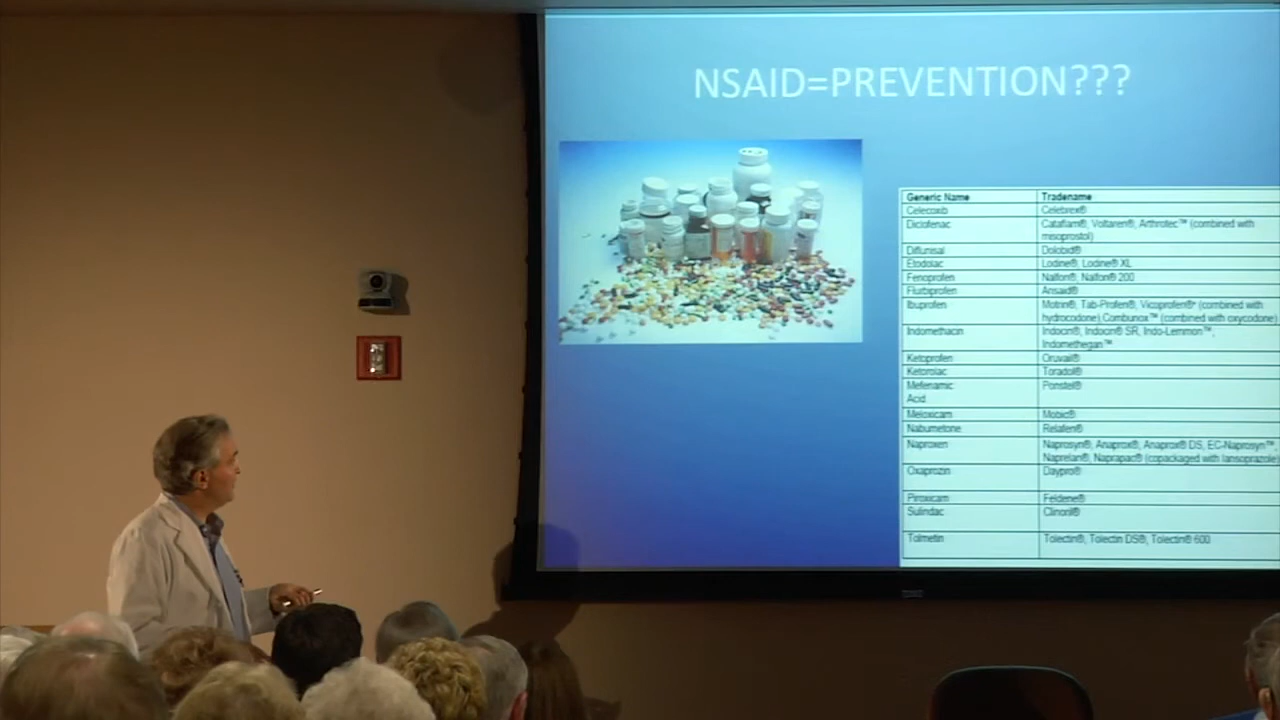 NSAID=PREVENTION???
Generic Name Tradename
Celecoxib Celebrex®
Diclofenac Cataflam®, Voltaren®, Arthrotec™ (combined with
misoprostol)
Diflunisal Dolobid®
Etodolac Lodine®, Lodine® XL
Fenoprofen Nalfon®, Nalfon® 200
Flurbiprofen Ansaid®
Ibuprofen Motrin®, Tab-Profen®, Vicoprofen®* (combined with
hydrocodone),Combunox™ (combined with oxycodone)
Indomethacin Indocin®, Indocin® SR, Indo-Lemmon™,
Indomethegan™
Ketoprofen Oruvail®
Ketorolac Toradol®
Mefenamic Ponstel®
Acid
Meloxicam Mobic®
Nabumetone Relafen®
Naproxen Naprosyn®, Anaprox®, Anaprox® DS, EC-Naprosyn™,
Naprelan®, Naprapac® (copackaged with lansoprazole)
Oxaprozin Daypro®
Piroxicam Feldene®
Sulindac Clinoril®
Tolmetin Tolectin®, Tolectin DS®, Tolectin® 600